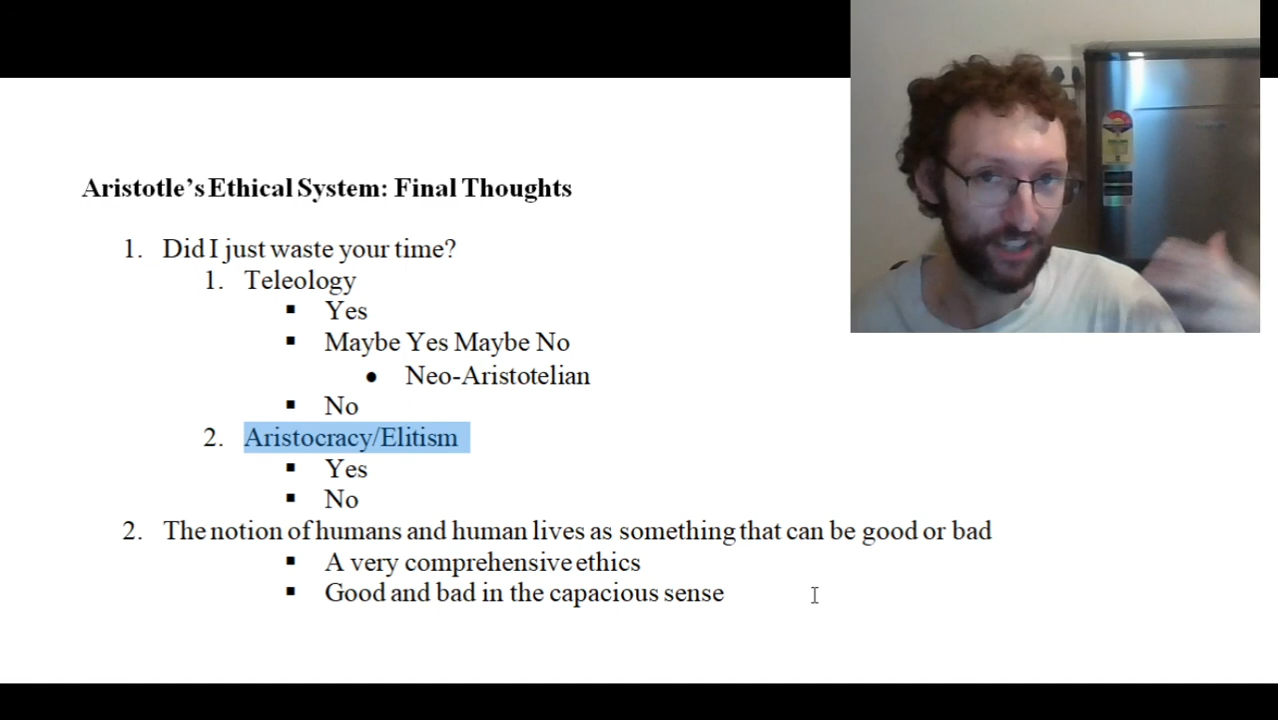 Aristotle's Ethical System: Final Thoughts
1. Did I just waste your time?
1. Teleology
▪ Yes
▪ Maybe Yes Maybe No
● Neo-Aristotelian
▪ No
2. Aristocracy/Elitism
▪ Yes
▪ No
2. The notion of humans and human lives as something that can be good or bad
▪ A very comprehensive ethics
▪ Good and bad in the capacious sense